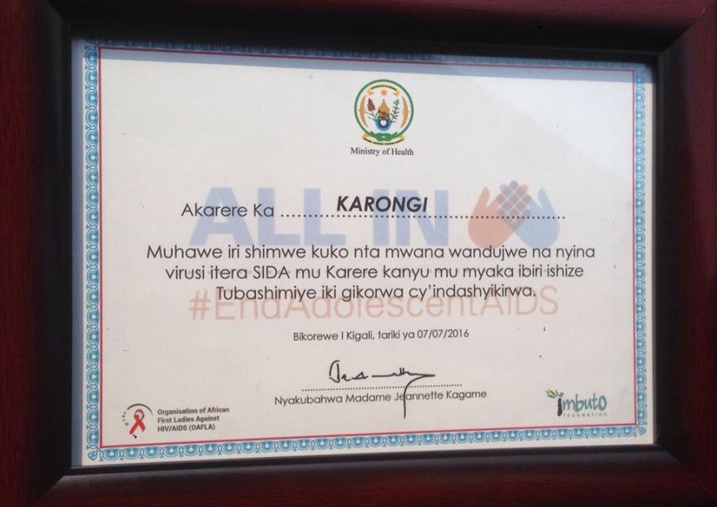 Ministry of Health
ALL IN
Akarere Ka ........ KARONGI ........
Muhawe iri shimwe kuko nta mwana wandujwe na nyina
virusi itera SIDA mu Karere kanyu mu myaka ibiri ishize
Tubashimiye iki gikorwa cy'indashyikirwa.
#EndAdolescentAIDS
Bikorewe I Kigali, tariki ya 07/07/2016
Nyakubahwa Madame Jeannette Kagame
Organisation of African
First Ladies Against
HIV/AIDS (OAFLA)
imbuto
foundation